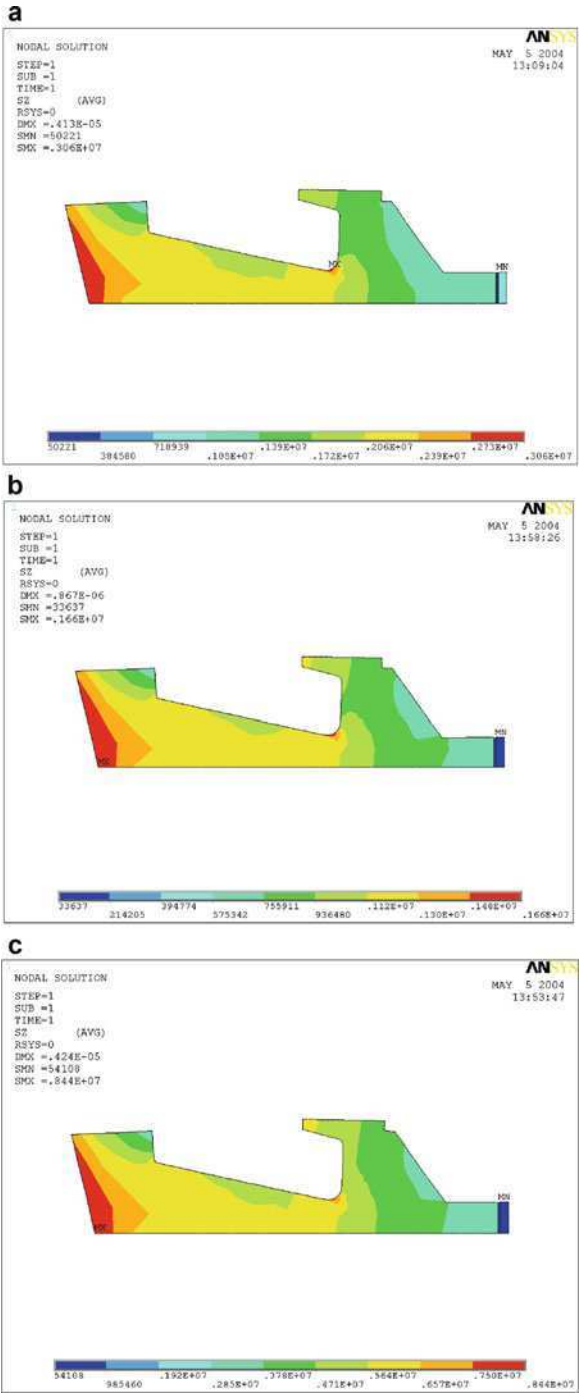 a
ANSYS
NODAL SOLUTION
MAY 5 2004
13:09:04
STEP=1
SUB =1
TIME=1
SZ (AVG)
RSYS=0
DMX =.413E-05
SMN =50221
SMX =.306E+07
MX
MN
50221 718939 .139E+07 .206E+07 .273E+07
384580 .105E+07 .172E+07 .239E+07 .306E+07
b
ANSYS
NODAL SOLUTION
MAY 5 2004
13:58:26
STEP=1
SUB =1
TIME=1
SZ (AVG)
RSYS=0
DMX =.867E-06
SMN =33637
SMX =.166E+07
MN
MX
33637 394774 755911 .112E+07 .148E+07
214205 575342 936480 .130E+07 .166E+07
c
ANSYS
NODAL SOLUTION
MAY 5 2004
13:53:47
STEP=1
SUB =1
TIME=1
SZ (AVG)
RSYS=0
DMX =.424E-05
SMN =54108
SMX =.844E+07
MN
MX
54108 .192E+07 .378E+07 .564E+07 .750E+07
985460 .285E+07 .471E+07 .657E+07 .844E+07